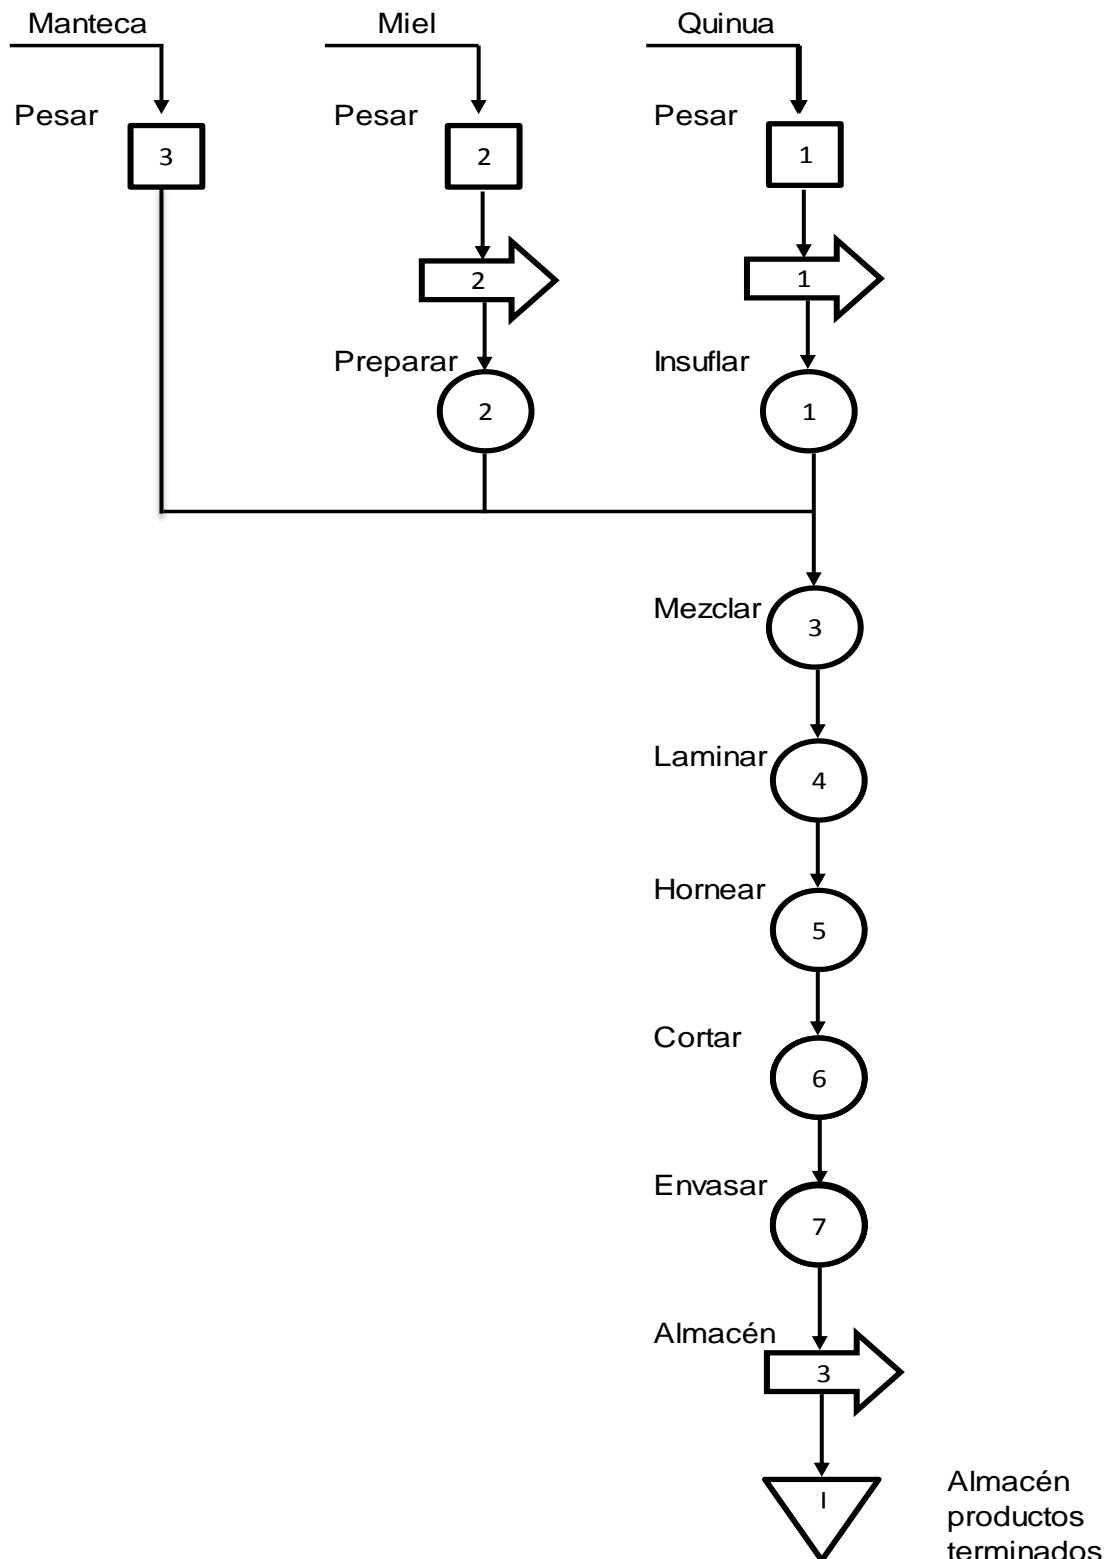 Manteca
Miel
Quinua
Pesar
Pesar
Pesar
3
2
1
2
1
Preparar
Insuflar
2
1
Mezclar
3
Laminar
4
Hornear
5
Cortar
6
Envasar
7
Almacén
3
I
Almacén
productos
terminados